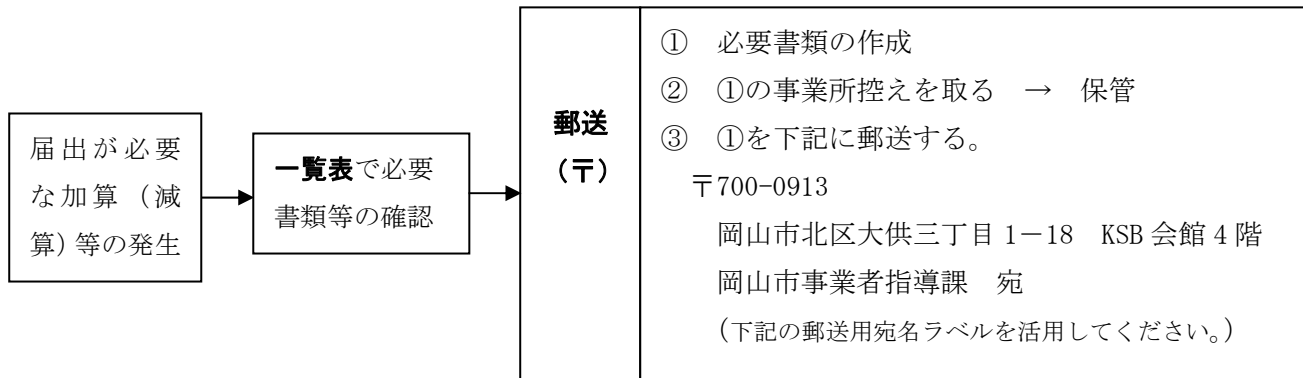 届出が必要
な加算（減
算）等の発生
一覧表で必要
書類等の確認
郵送
（〒）
①　必要書類の作成
②　①の事業所控えを取る　→　保管
③　①を下記に郵送する。
〒700-0913
岡山市北区大供三丁目1－18　KSB会館4階
岡山市事業者指導課　宛
（下記の郵送用宛名ラベルを活用してください。）